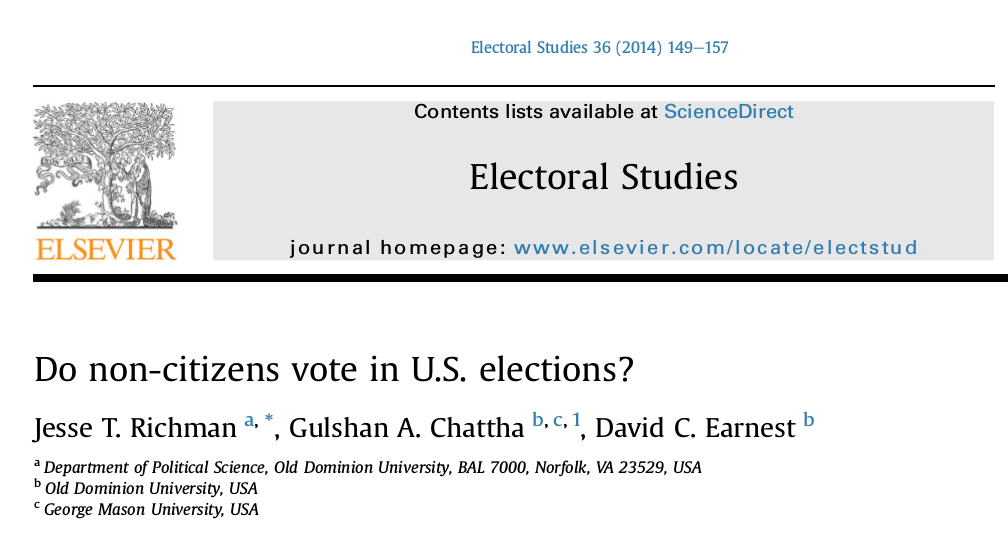 Electoral Studies 36 (2014) 149–157
Contents lists available at ScienceDirect
Electoral Studies
journal homepage: www.elsevier.com/locate/electstud
ELSEVIER
Do non-citizens vote in U.S. elections?
Jesse T. Richman a, *, Gulshan A. Chattha b, c, 1, David C. Earnest b
a Department of Political Science, Old Dominion University, BAL 7000, Norfolk, VA 23529, USA
b Old Dominion University, USA
c George Mason University, USA